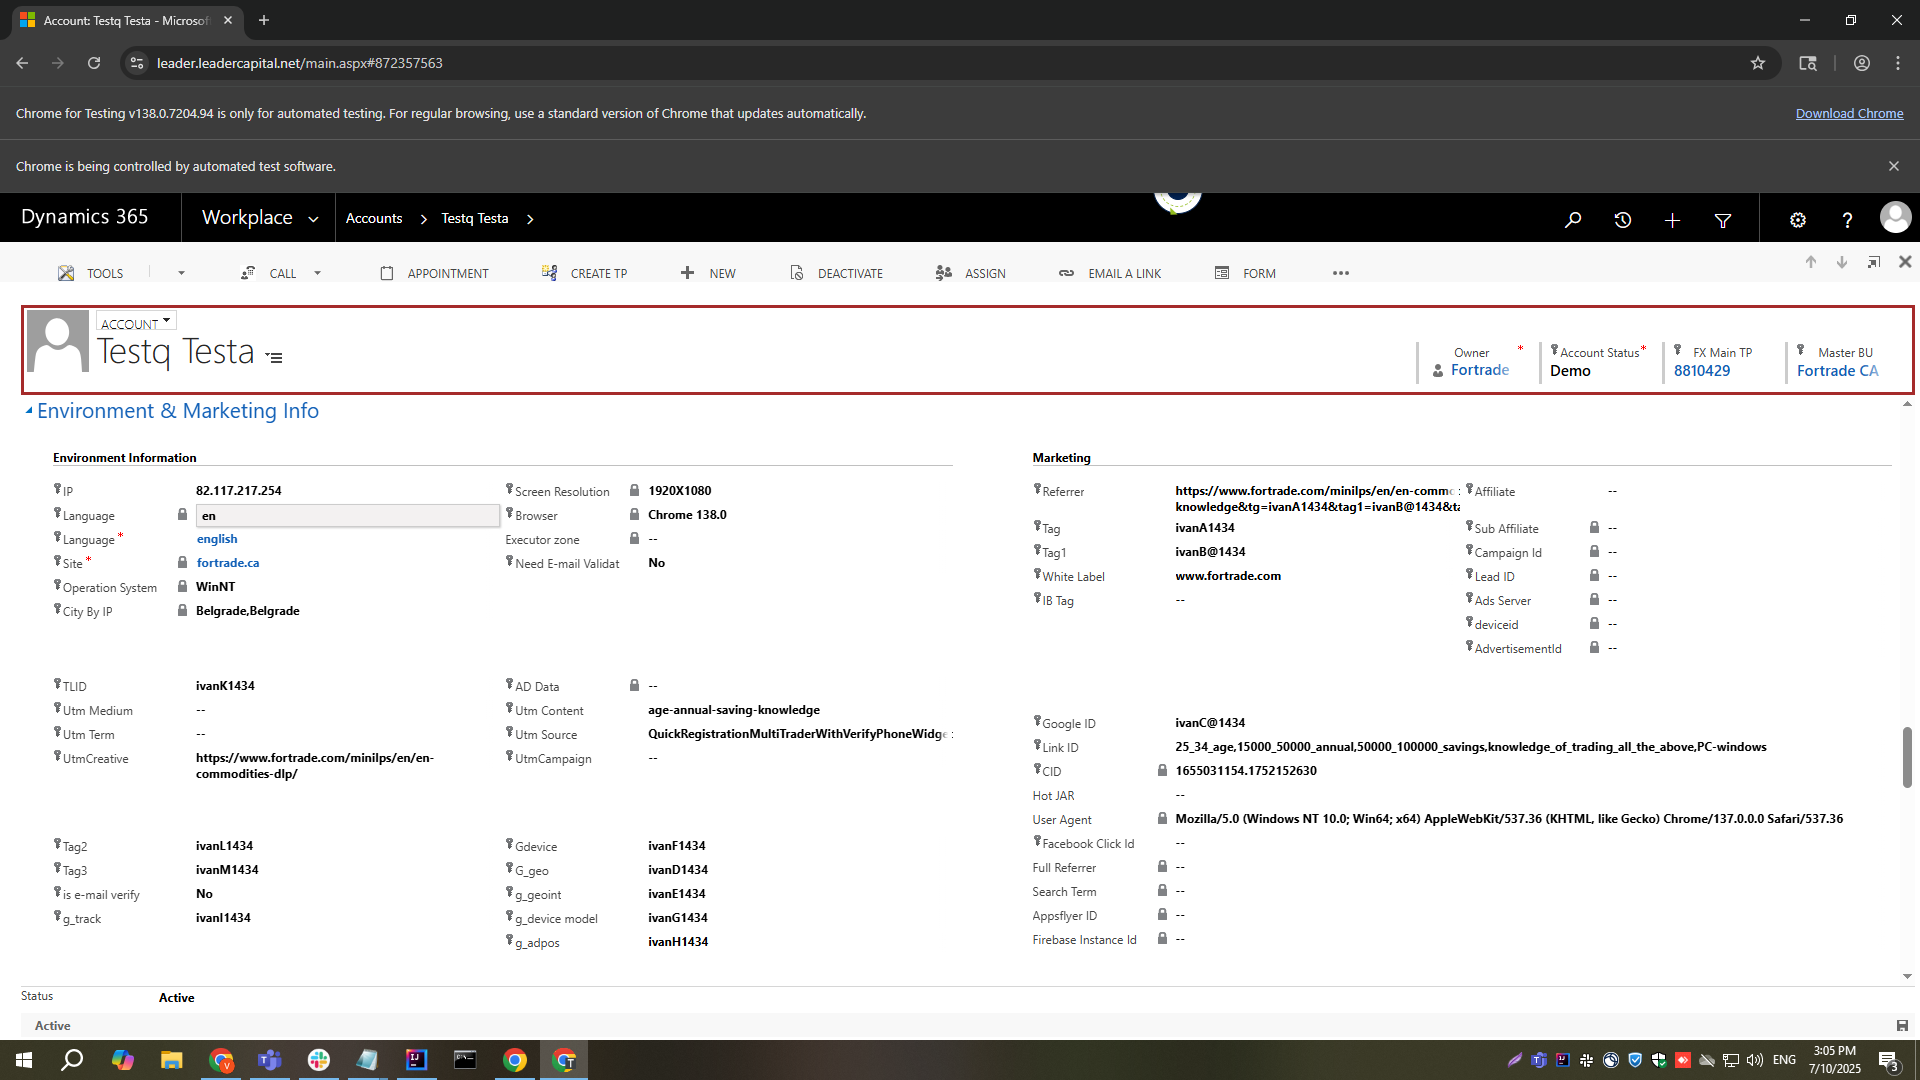 Account: Testq Testa - Microsof
leader.leadercapital.net/main.aspx#872357563
Chrome for Testing v138.0.7204.94 is only for automated testing. For regular browsing, use a standard version of Chrome that updates automatically.
Download Chrome
Chrome is being controlled by automated test software.
Dynamics 365
Workplace
Accounts
Testq Testa
TOOLS
CALL
APPOINTMENT
CREATE TP
NEW
DEACTIVATE
ASSIGN
EMAIL A LINK
FORM
ACCOUNT
Testq Testa
Owner *
Fortrade
Account Status *
Demo
FX Main TP
8810429
Master BU
Fortrade CA
Environment & Marketing Info
Environment Information
IP 82.117.217.254
Language en
Language * english
Site * fortrade.ca
Operation System WinNT
City By IP Belgrade,Belgrade
Screen Resolution 1920X1080
Browser Chrome 138.0
Executor zone --
Need E-mail Validat No
TLID ivanK1434
Utm Medium --
Utm Term --
UtmCreative https://www.fortrade.com/minilps/en/en-
commodities-dlp/
AD Data --
Utm Content age-annual-saving-knowledge
Utm Source QuickRegistrationMultiTraderWithVerifyPhoneWidge
UtmCampaign --
Tag2 ivanL1434
Tag3 ivanM1434
is e-mail verify No
g_track ivanI1434
Gdevice ivanF1434
G_geo ivanD1434
g_geoint ivanE1434
g_device model ivanG1434
g_adpos ivanH1434
Marketing
Referrer https://www.fortrade.com/minilps/en/en-commo
knowledge&tg=ivanA1434&tag1=ivanB@1434&ta
Tag ivanA1434
Tag1 ivanB@1434
White Label www.fortrade.com
IB Tag --
Affiliate --
Sub Affiliate --
Campaign Id --
Lead ID --
Ads Server --
deviceid --
AdvertisementId --
Google ID ivanC@1434
Link ID 25_34_age,15000_50000_annual,50000_100000_savings,knowledge_of_trading_all_the_above,PC-windows
CID 1655031154.1752152630
Hot JAR --
User Agent Mozilla/5.0 (Windows NT 10.0; Win64; x64) AppleWebKit/537.36 (KHTML, like Gecko) Chrome/137.0.0.0 Safari/537.36
Facebook Click Id --
Full Referrer --
Search Term --
Appsflyer ID --
Firebase Instance Id --
Status Active
Active
ENG
3:05 PM
7/10/2025
3